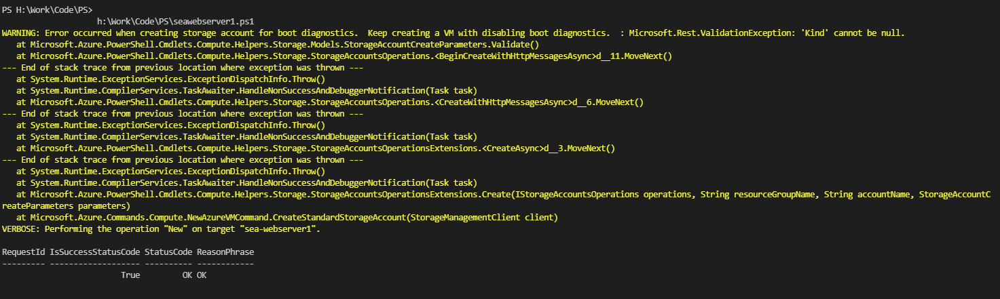 PS H:\Work\Code\PS>
h:\Work\Code\PS\seawebserver1.ps1
WARNING: Error occurred when creating storage account for boot diagnostics.  Keep creating a VM with disabling boot diagnostics.  : Microsoft.Rest.ValidationException: 'Kind' cannot be null.
   at Microsoft.Azure.PowerShell.Cmdlets.Compute.Helpers.Storage.Models.StorageAccountCreateParameters.Validate()
   at Microsoft.Azure.PowerShell.Cmdlets.Compute.Helpers.Storage.StorageAccountsOperations.<BeginCreateWithHttpMessagesAsync>d__11.MoveNext()
--- End of stack trace from previous location where exception was thrown ---
   at System.Runtime.ExceptionServices.ExceptionDispatchInfo.Throw()
   at System.Runtime.CompilerServices.TaskAwaiter.HandleNonSuccessAndDebuggerNotification(Task task)
   at Microsoft.Azure.PowerShell.Cmdlets.Compute.Helpers.Storage.StorageAccountsOperations.<CreateWithHttpMessagesAsync>d__6.MoveNext()
--- End of stack trace from previous location where exception was thrown ---
   at System.Runtime.ExceptionServices.ExceptionDispatchInfo.Throw()
   at System.Runtime.CompilerServices.TaskAwaiter.HandleNonSuccessAndDebuggerNotification(Task task)
   at Microsoft.Azure.PowerShell.Cmdlets.Compute.Helpers.Storage.StorageAccountsOperationsExtensions.<CreateAsync>d__3.MoveNext()
--- End of stack trace from previous location where exception was thrown ---
   at System.Runtime.ExceptionServices.ExceptionDispatchInfo.Throw()
   at System.Runtime.CompilerServices.TaskAwaiter.HandleNonSuccessAndDebuggerNotification(Task task)
   at Microsoft.Azure.PowerShell.Cmdlets.Compute.Helpers.Storage.StorageAccountsOperationsExtensions.Create(IStorageAccountsOperations operations, String resourceGroupName, String accountName, StorageAccountC
reateParameters parameters)
   at Microsoft.Azure.Commands.Compute.NewAzureVMCommand.CreateStandardStorageAccount(StorageManagementClient client)
VERBOSE: Performing the operation "New" on target "sea-webserver1".
RequestId IsSuccessStatusCode StatusCode ReasonPhrase
--------- ------------------- ---------- ------------
                         True         OK OK